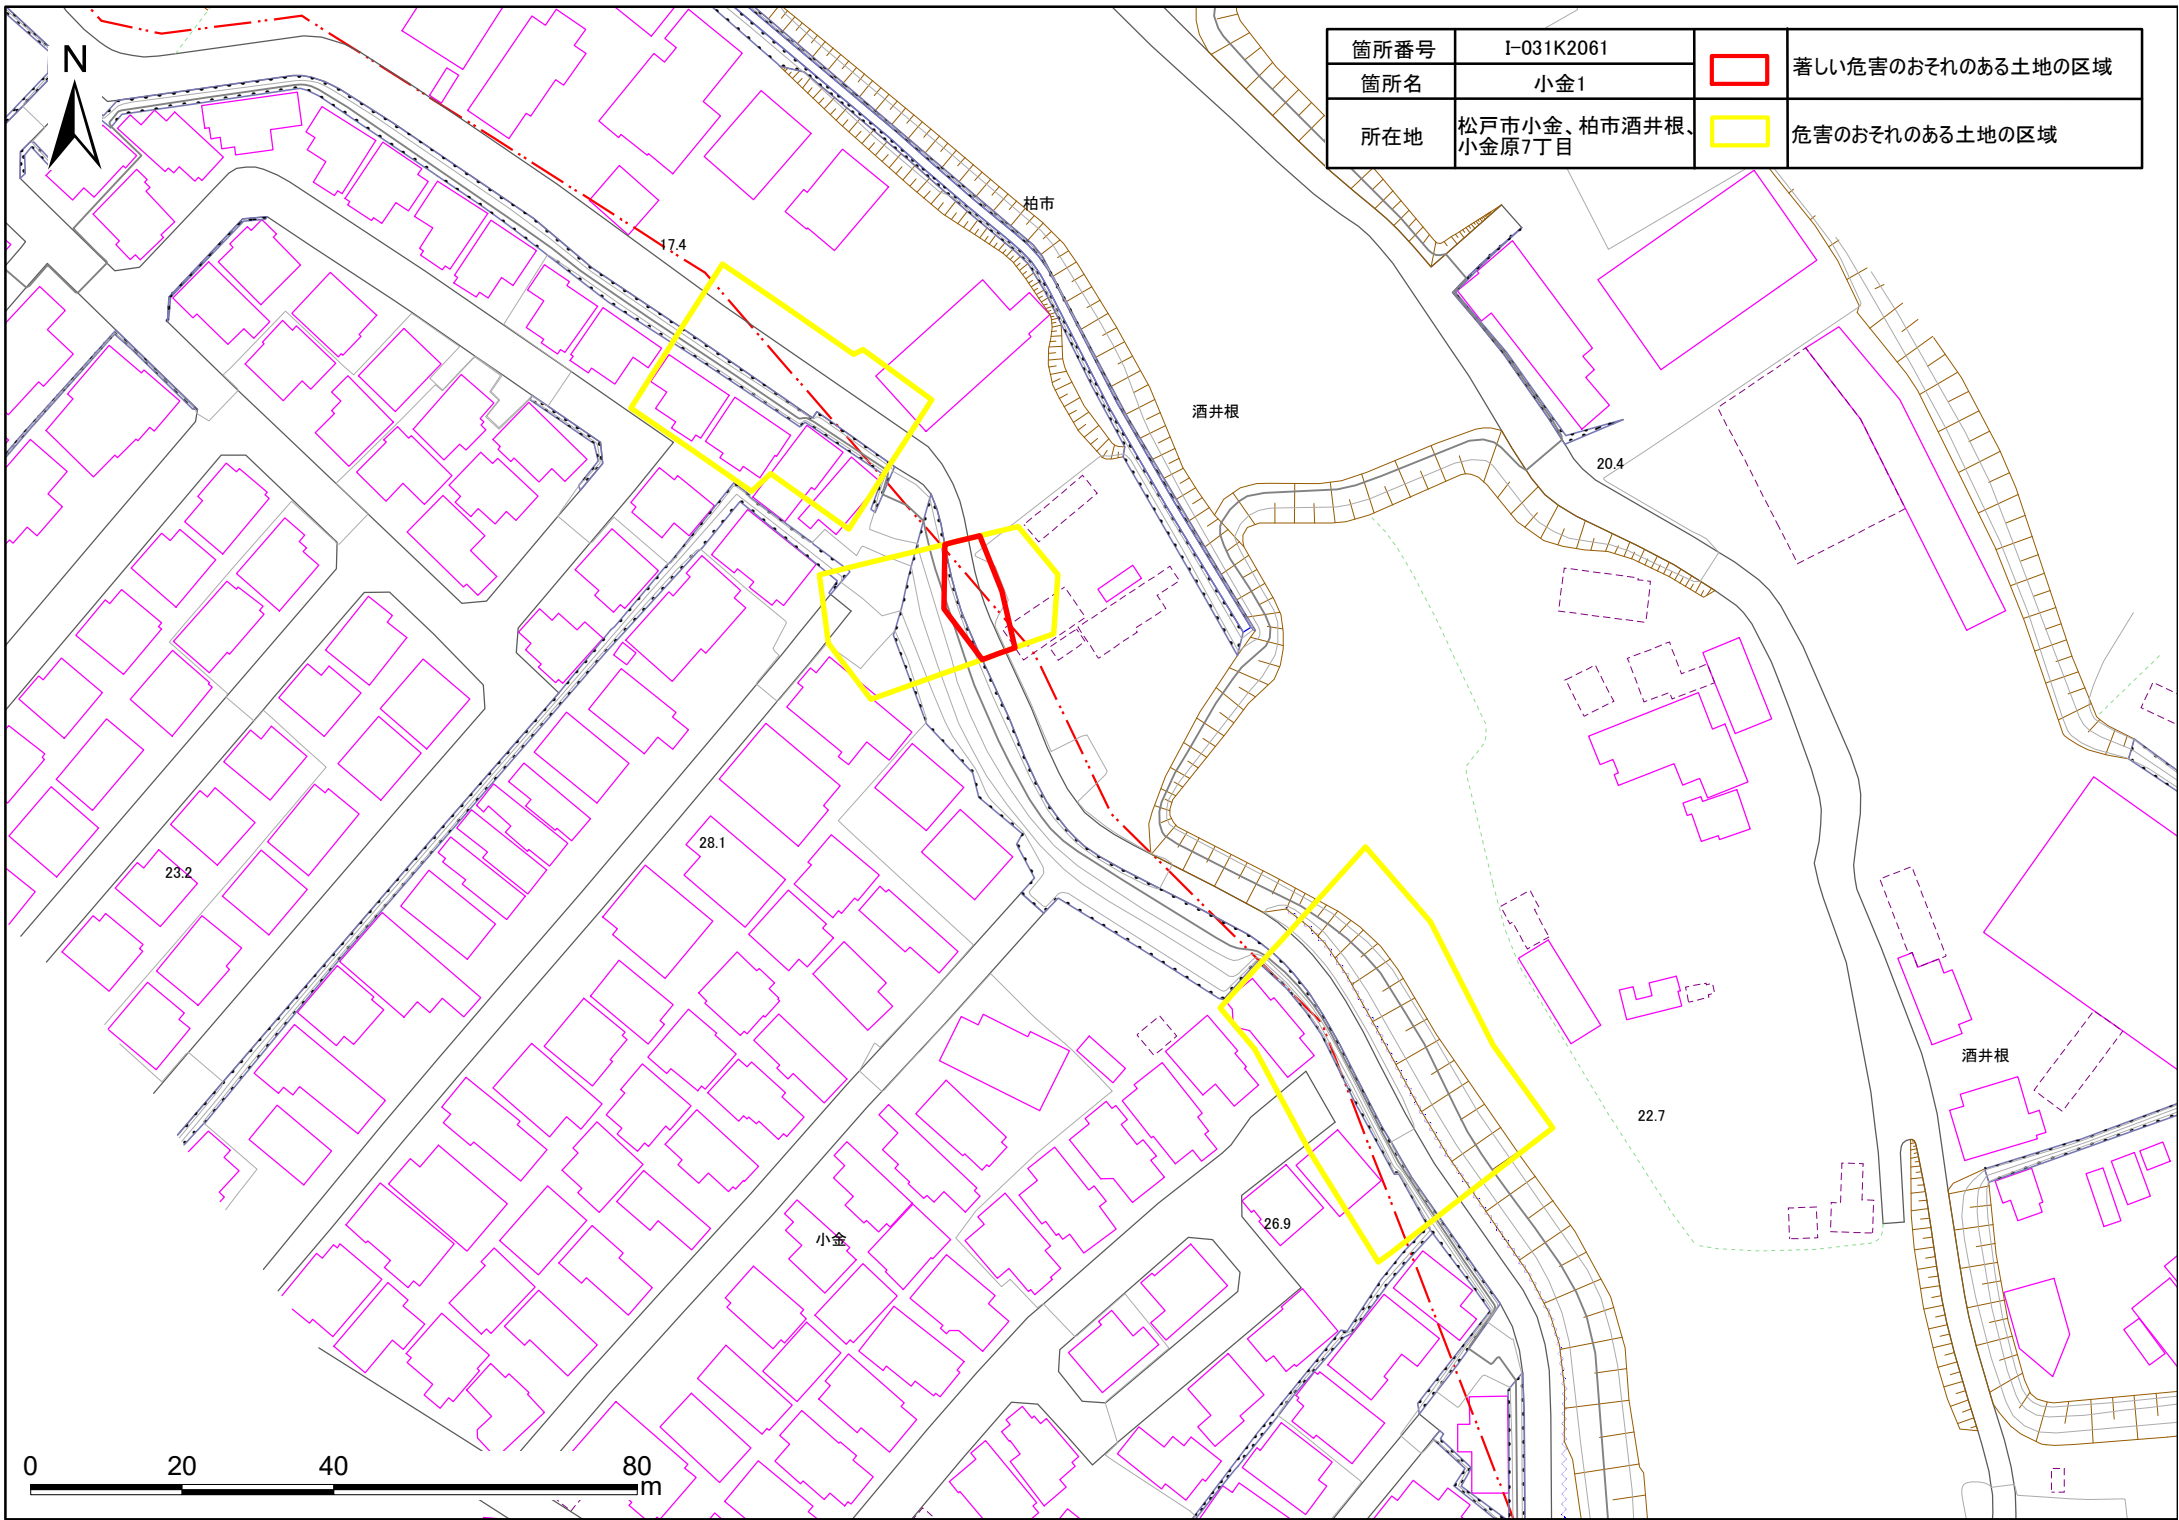 N
箇所番号 I-031K2061
著しい危害のおそれのある土地の区域
箇所名 小金1
所在地 松戸市小金、柏市酒井根、
小金原7丁目
危害のおそれのある土地の区域
柏市
17.4
酒井根
20.4
28.1
23.2
酒井根
22.7
26.9
小金
0 20 40 80
m